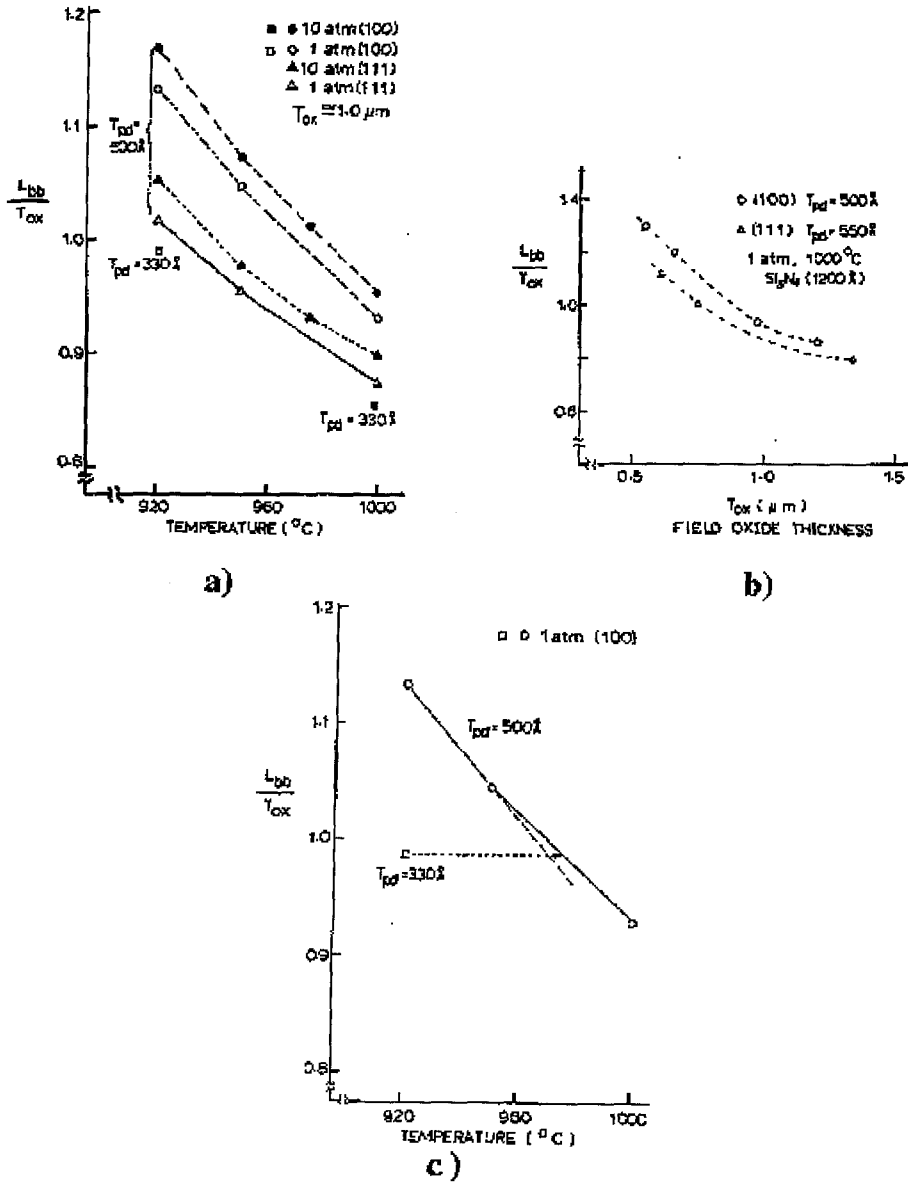 1.2
1.1
1.0
0.9
0.8
L_bb
T_ox
■ ● 10 atm (100)
□ ○ 1 atm (100)
▲ 10 atm (111)
△ 1 atm (111)
T_ox ≅ 1.0 μm
T_pd =
500Å
T_pd = 330Å
T_pd = 330Å
920 960 1000
TEMPERATURE (°C)
a)
1.4
1.0
0.6
L_bb
T_ox
○ (100) T_pd = 500Å
△ (111) T_pd = 550Å
1 atm, 1000°C
Si3N4 (1200Å)
0.5 1.0 1.5
T_ox (μm)
FIELD OXIDE THICKNESS
b)
1.2
1.1
1.0
0.9
0.8
L_bb
T_ox
□ ○ 1 atm (100)
T_pd = 500Å
T_pd = 330Å
920 960 1000
TEMPERATURE (°C)
c)